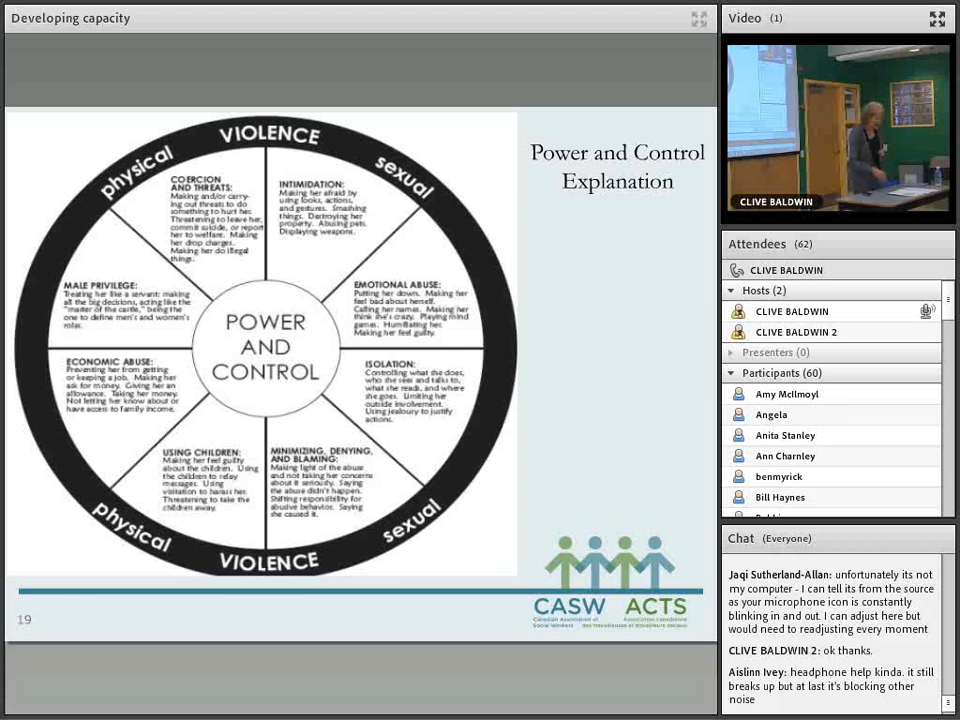 Developing capacity
physical
VIOLENCE
sexual
COERCION
AND THREATS:
Making and/or carry-
ing out threats to do
something to hurt her.
Threatening to leave her,
commit suicide, or report
her to welfare. Making
her drop charges.
Making her do illegal
things.
INTIMIDATION:
Making her afraid by
using looks, actions,
and gestures. Smashing
things. Destroying her
property. Abusing pets.
Displaying weapons.
MALE PRIVILEGE:
Treating her like a servant: making
all the big decisions, acting like the
"master of the castle," being the
one to define men's and women's
roles.
EMOTIONAL ABUSE:
Putting her down. Making her
feel bad about herself.
Calling her names. Making her
think she's crazy. Playing mind
games. Humiliating her.
Making her feel guilty.
POWER
AND
CONTROL
ECONOMIC ABUSE:
Preventing her from getting
or keeping a job. Making her
ask for money. Giving her an
allowance. Taking her money.
Not letting her know about or
have access to family income.
ISOLATION:
Controlling what she does,
who she sees and talks to,
what she reads, and where
she goes. Limiting her
outside involvement.
Using jealousy to justify
actions.
USING CHILDREN:
Making her feel guilty
about the children. Using
the children to relay
messages. Using
visitation to harass her.
Threatening to take the
children away.
MINIMIZING, DENYING,
AND BLAMING:
Making light of the abuse
and not taking her concerns
about it seriously. Saying
the abuse didn't happen.
Shifting responsibility for
abusive behavior. Saying
she caused it.
physical
VIOLENCE
sexual
Power and Control
Explanation
19
CASW ACTS
Canadian Association of
Social Workers
Association canadienne
des travailleuses et travailleurs sociaux
Video (1)
CLIVE BALDWIN
Attendees (62)
CLIVE BALDWIN
Hosts (2)
CLIVE BALDWIN
CLIVE BALDWIN 2
Presenters (0)
Participants (60)
Amy McIlmoyl
Angela
Anita Stanley
Ann Charnley
benmyrick
Bill Haynes
Chat (Everyone)
Jaqi Sutherland-Allan: unfortunately its not
my computer - I can tell its from the source
as your microphone icon is constantly
blinking in and out. I can adjust here but
would need to readjusting every moment
CLIVE BALDWIN 2: ok thanks.
Aislinn Ivey: headphone help kinda. it still
breaks up but at last it's blocking other
noise